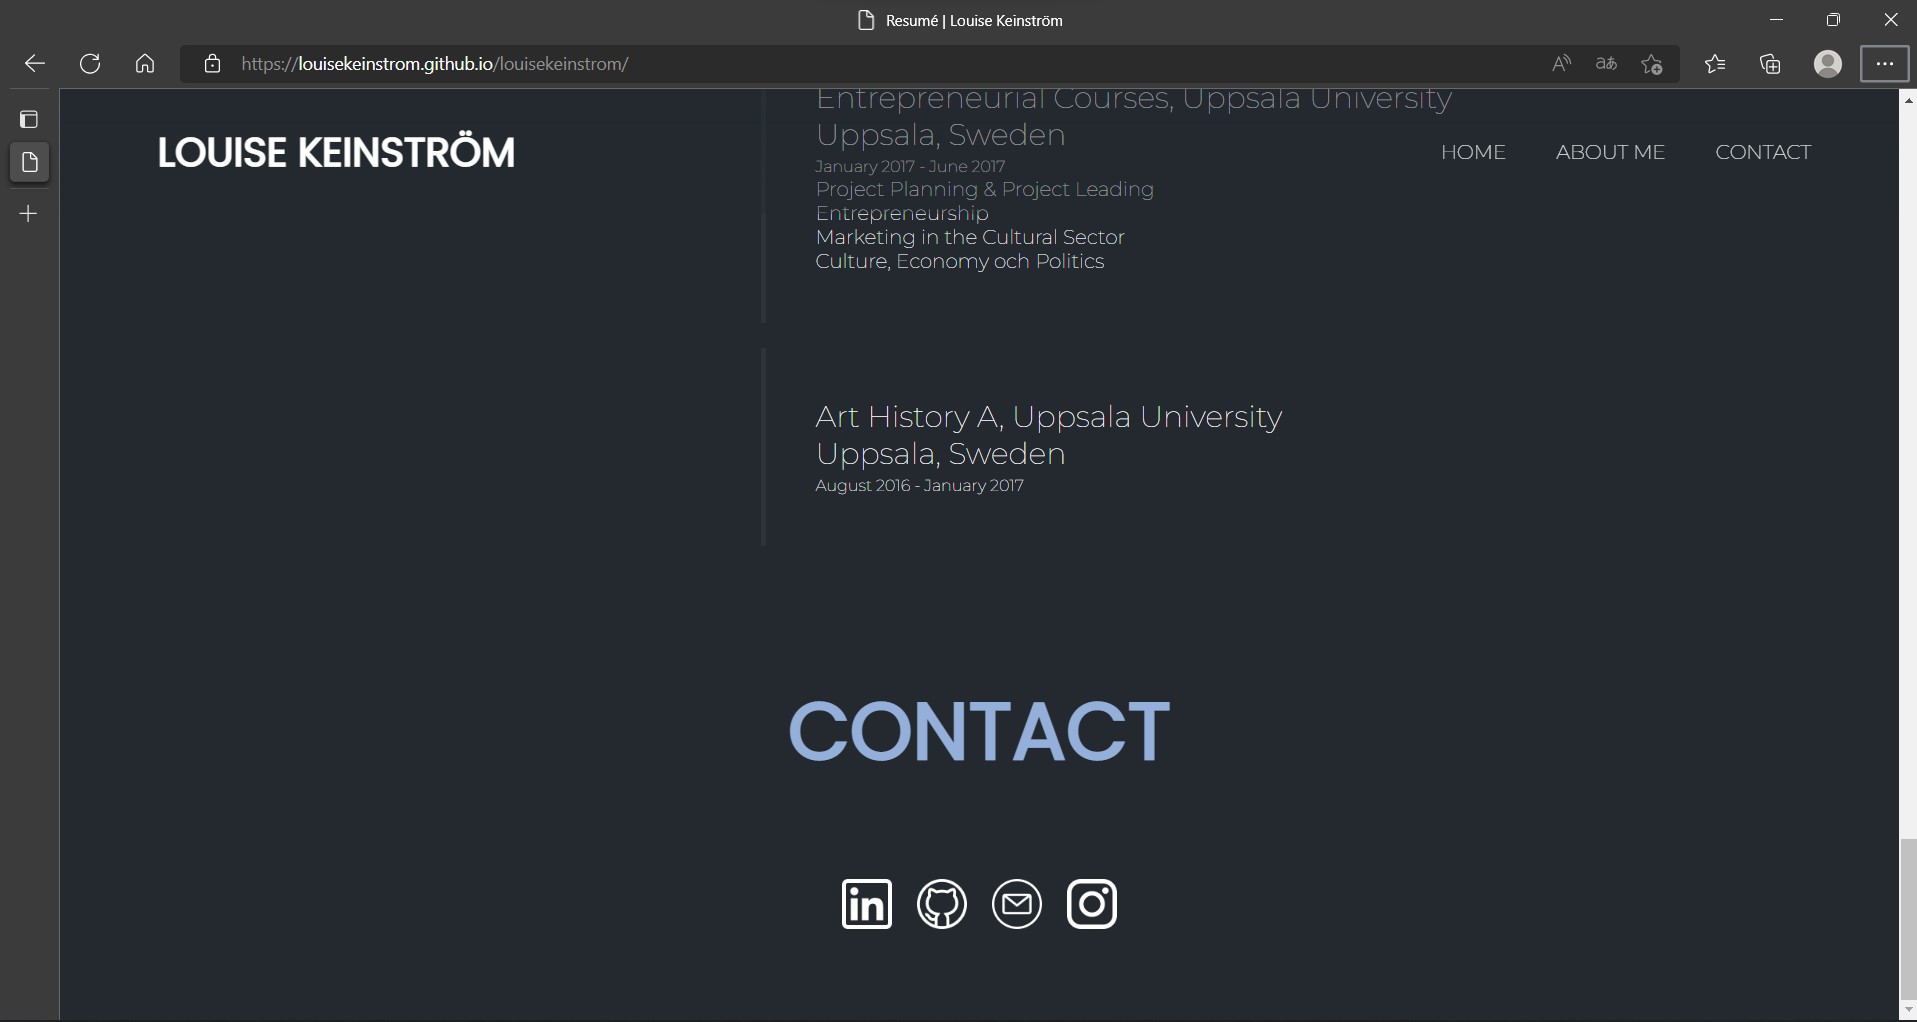 Resumé | Louise Keinström
https://louisekeinstrom.github.io/louisekeinstrom/
LOUISE KEINSTRÖM
HOME
ABOUT ME
CONTACT
Entrepreneurial Courses, Uppsala University
Uppsala, Sweden
January 2017 - June 2017
Project Planning & Project Leading
Entrepreneurship
Marketing in the Cultural Sector
Culture, Economy och Politics
Art History A, Uppsala University
Uppsala, Sweden
August 2016 - January 2017
CONTACT
in